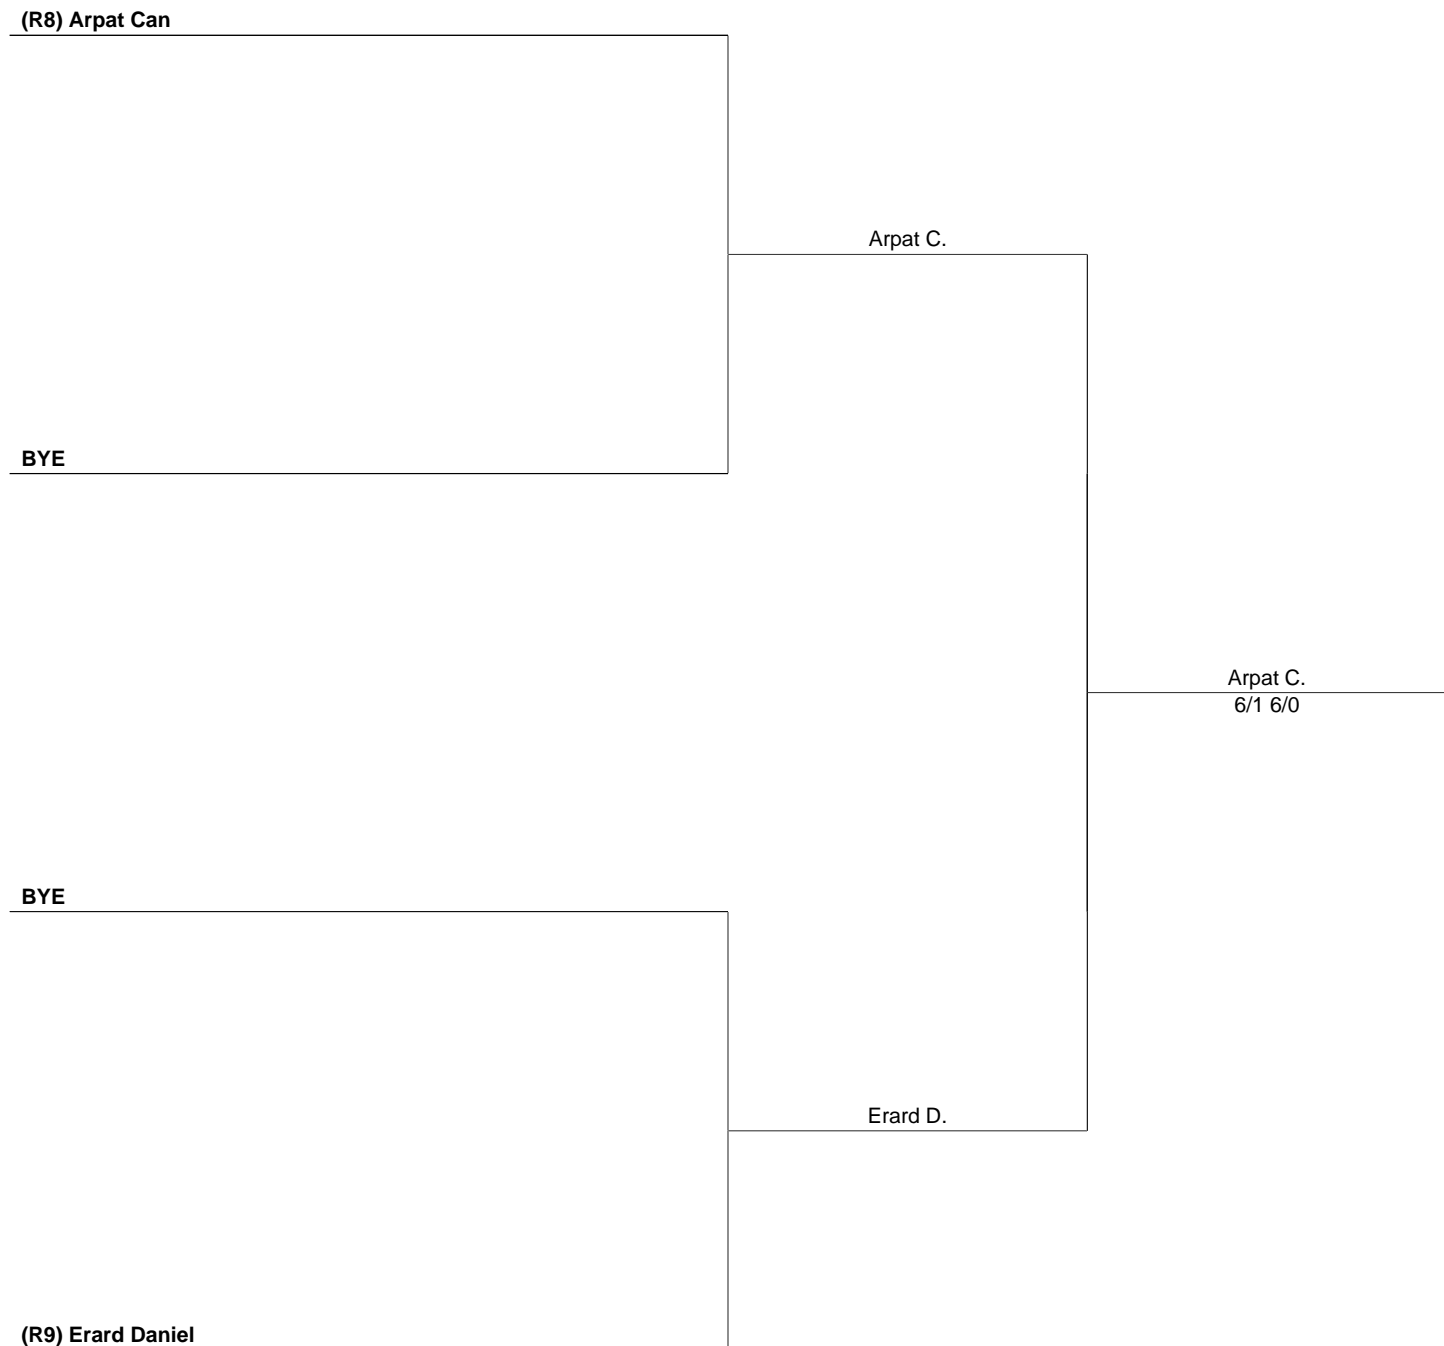 (R8) Arpat Can
Arpat C.
BYE
Arpat C.
6/1 6/0
BYE
Erard D.
(R9) Erard Daniel